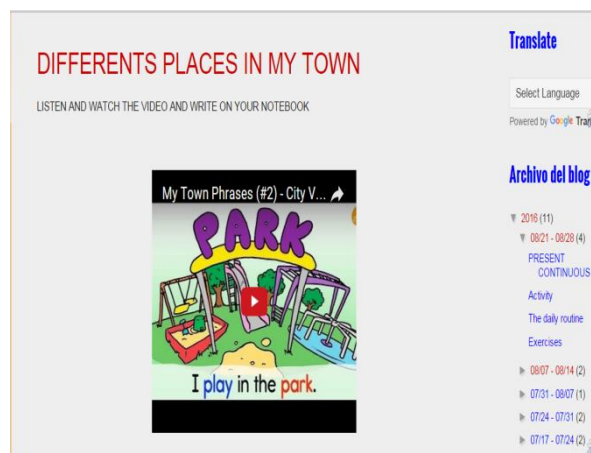 DIFFERENTS PLACES IN MY TOWN
LISTEN AND WATCH THE VIDEO AND WRITE ON YOUR NOTEBOOK
My Town Phrases (#2) - City V...
PARK
I play in the park.
Translate
Select Language
Powered by Google
Archivo del blog
▼ 2016 (11)
▼ 08/21 - 08/28 (4)
PRESENT
CONTINUOUS
Activity
The daily routine
Exercises
► 08/07 - 08/14 (2)
► 07/31 - 08/07 (1)
► 07/24 - 07/31 (2)
► 07/17 - 07/24 (2)